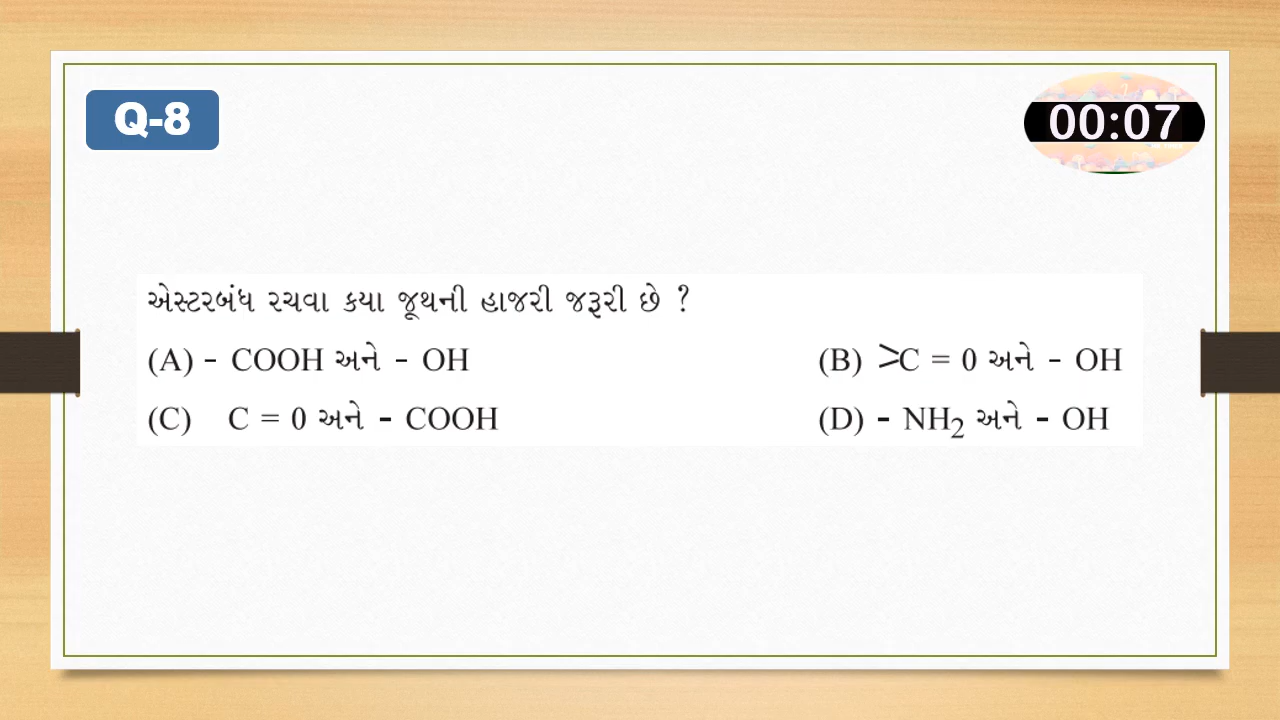 Q-8
00:07
એસ્ટરબંધ રચવા કયા જૂથની હાજરી જરૂરી છે ?
(A) - COOH અને - OH
(B) >C = 0 અને - OH
(C) C = 0 અને - COOH
(D) - NH₂ અને - OH